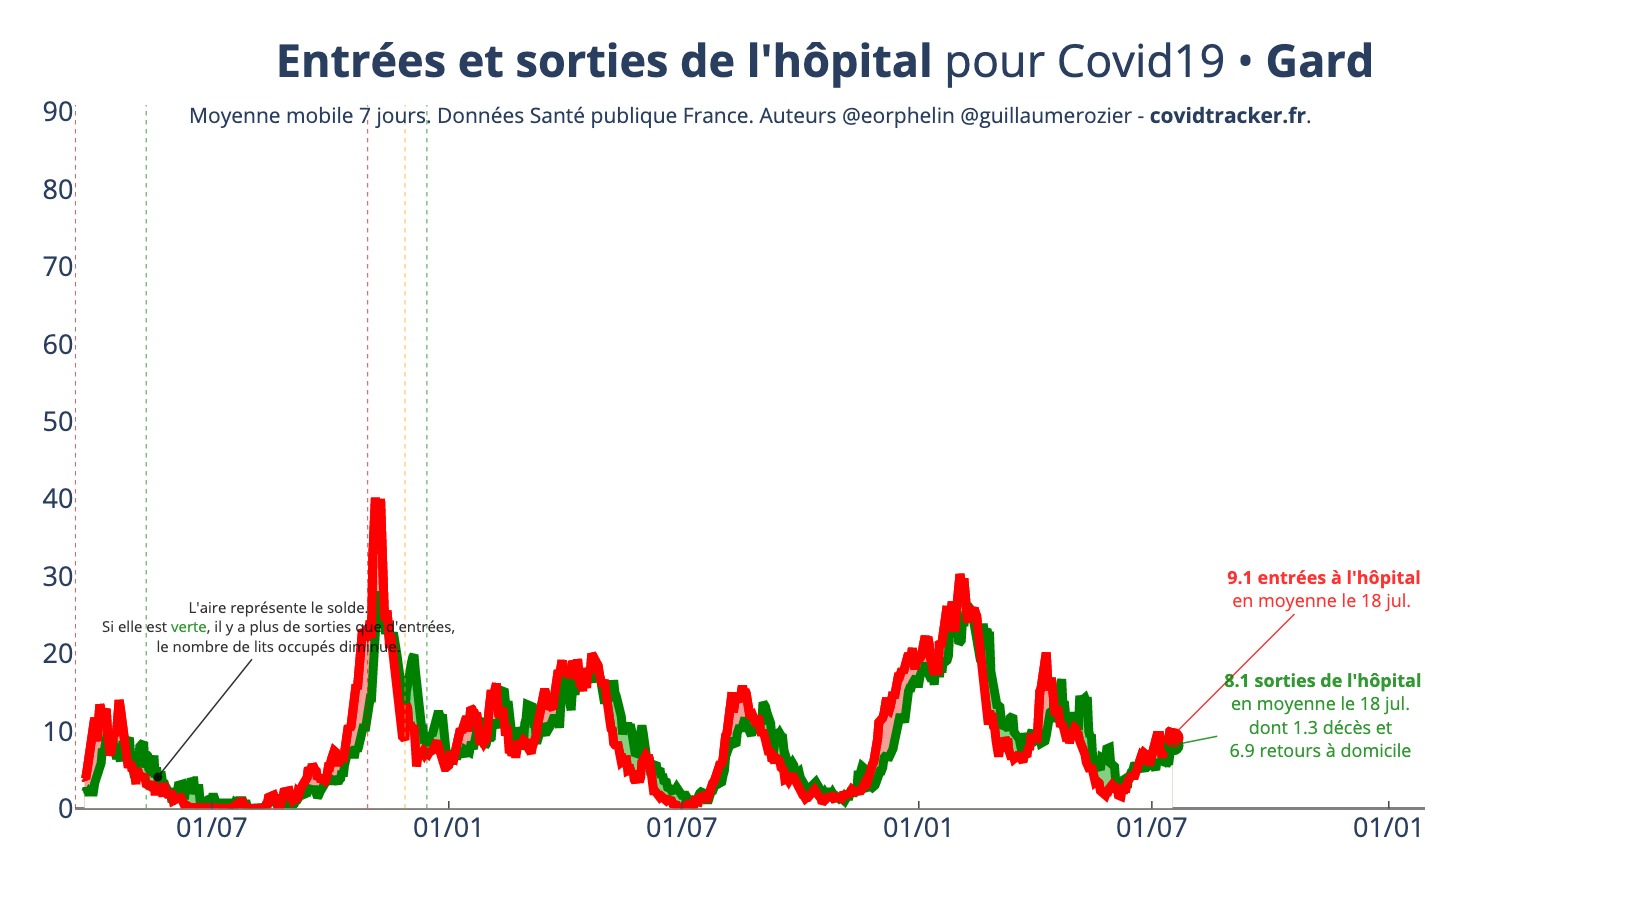 Entrées et sorties de l'hôpital pour Covid19 • Gard
Moyenne mobile 7 jours. Données Santé publique France. Auteurs @eorphelin @guillaumerozier - covidtracker.fr.
90
80
70
60
50
40
30
20
10
0
L'aire représente le solde.
Si elle est verte, il y a plus de sorties que d'entrées,
le nombre de lits occupés diminue.
9.1 entrées à l'hôpital
en moyenne le 18 jul.
8.1 sorties de l'hôpital
en moyenne le 18 jul.
dont 1.3 décès et
6.9 retours à domicile
01/07 01/01 01/07 01/01 01/07 01/01